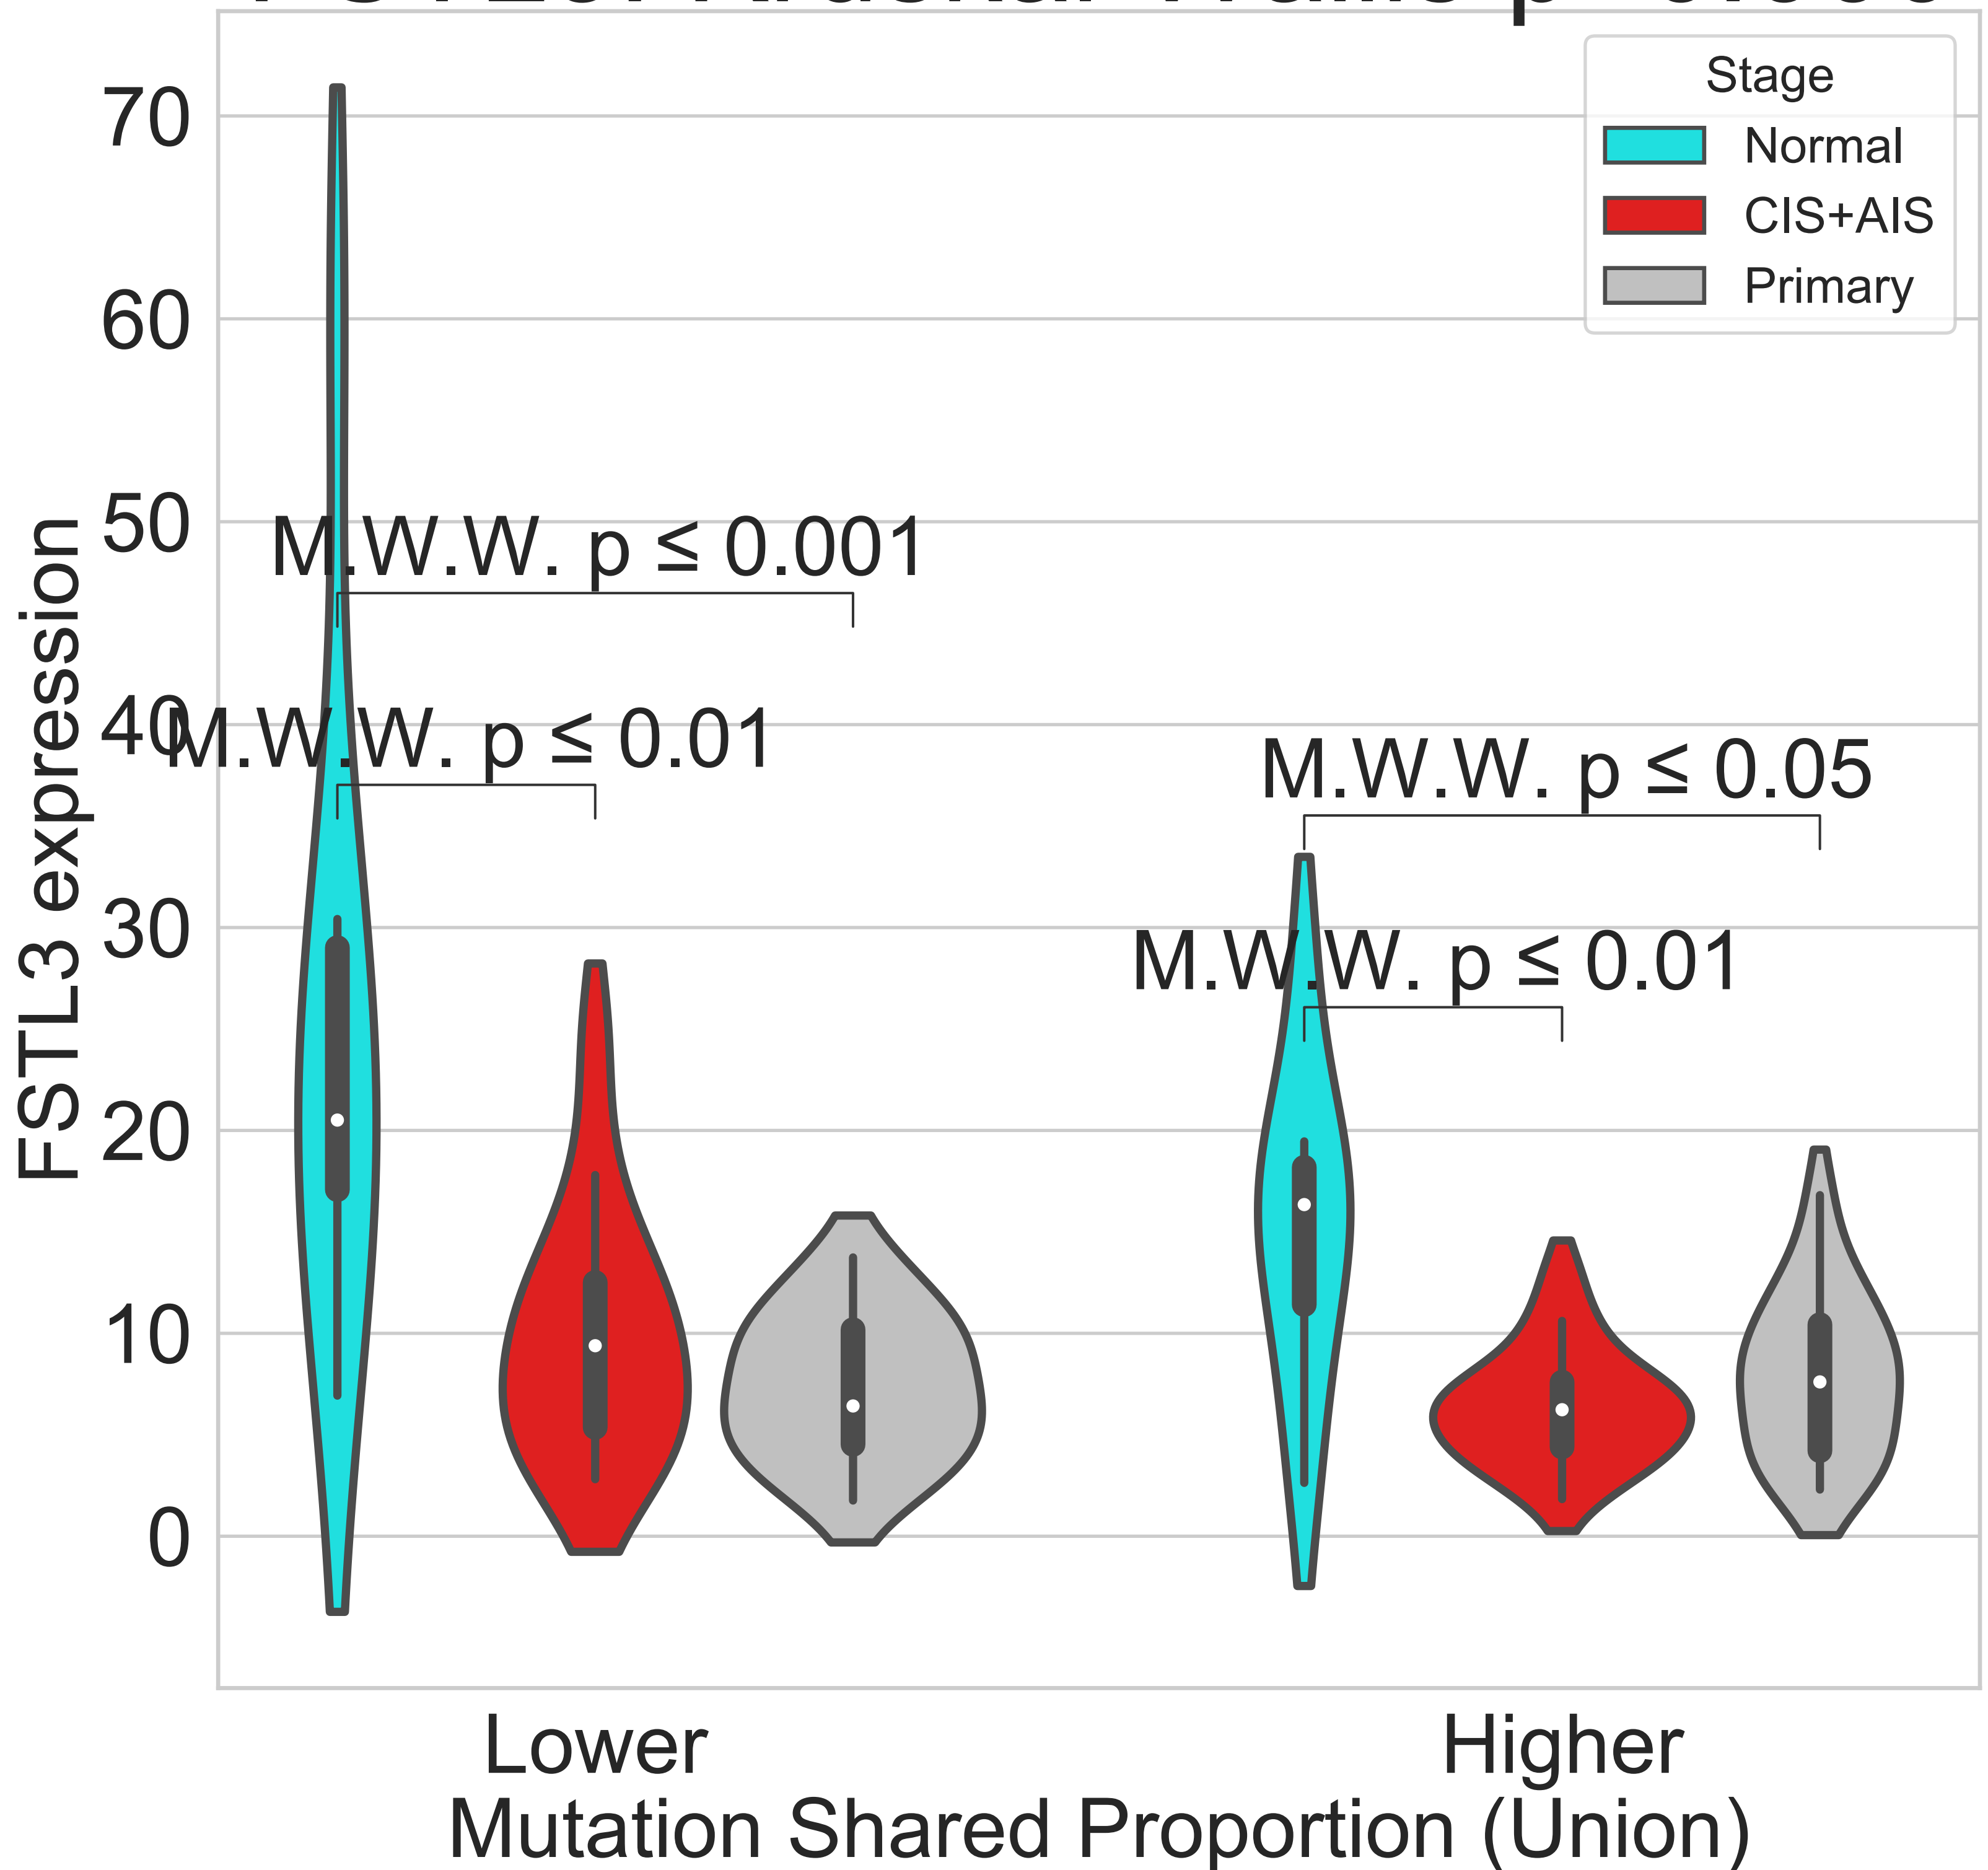 Stage
Normal
CIS+AIS
Primary
70
60
50
40
30
20
10
0
FSTL3 expression
M.W.W. p ≤ 0.001
M.W.W. p ≤ 0.01
M.W.W. p ≤ 0.05
M.W.W. p ≤ 0.01
Lower
Higher
Mutation Shared Proportion (Union)